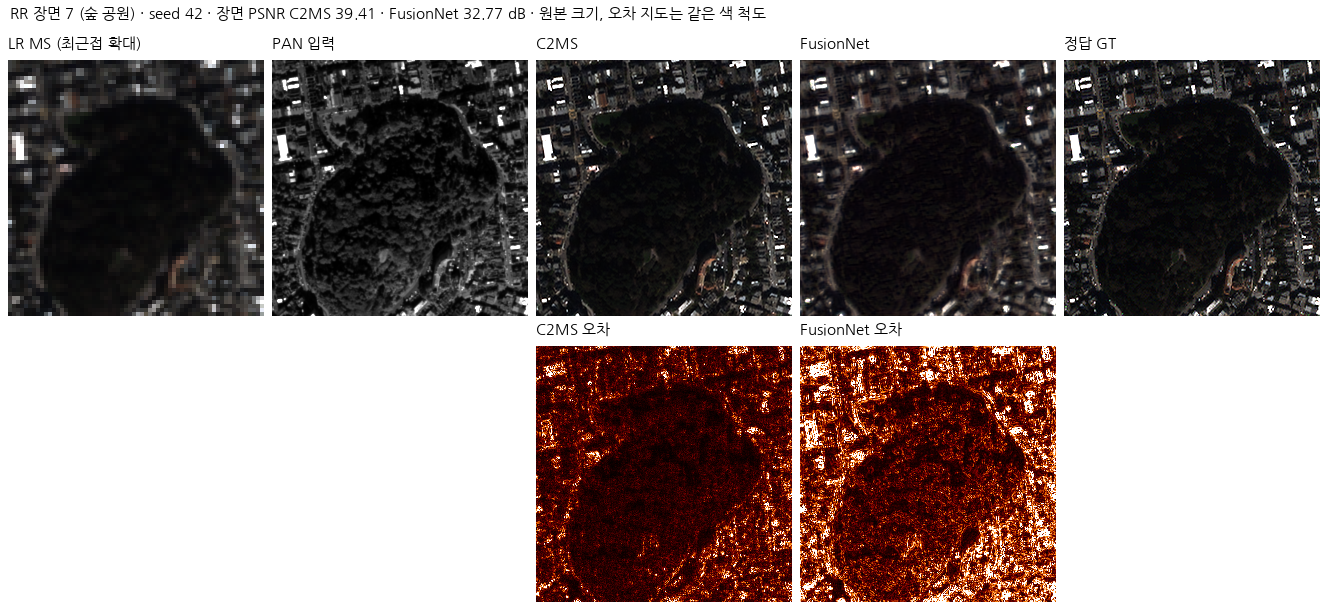 RR 장면 7 (숲 공원) · seed 42 · 장면 PSNR C2MS 39.41 · FusionNet 32.77 dB · 원본 크기, 오차 지도는 같은 색 척도
LR MS (최근접 확대)
PAN 입력
C2MS
FusionNet
정답 GT
C2MS 오차
FusionNet 오차